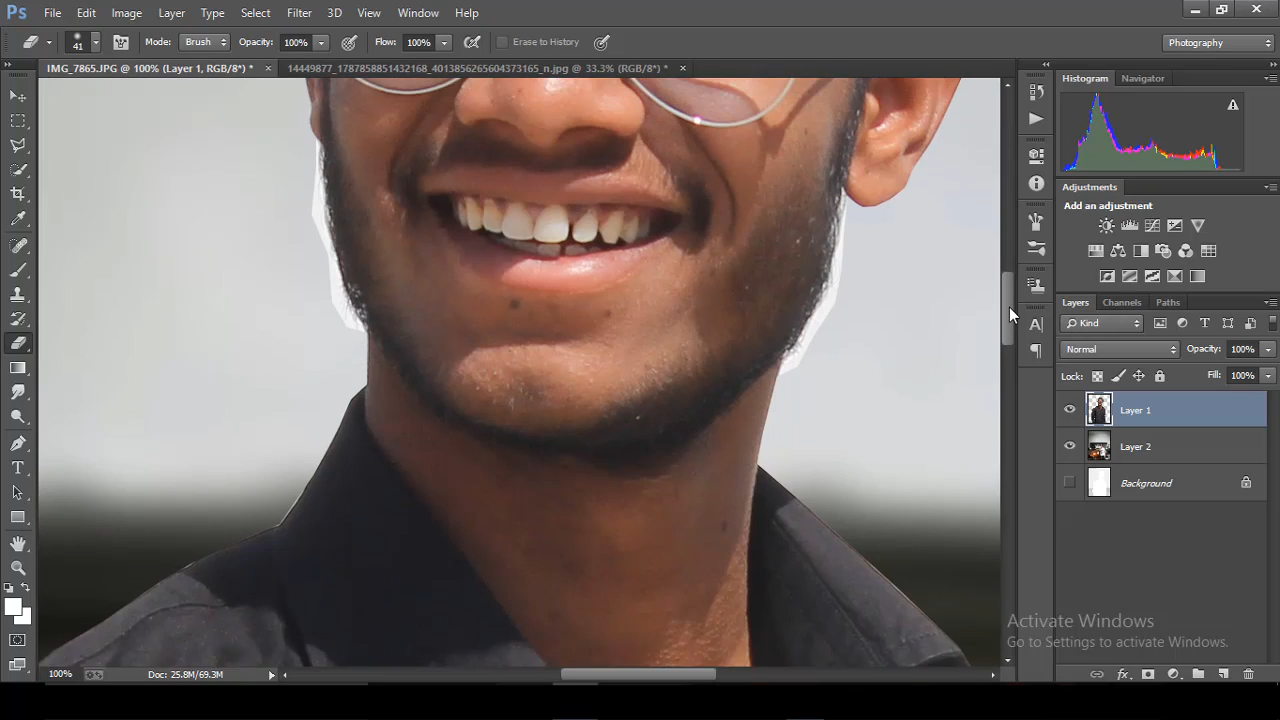 Ps File Edit Image Layer Type Select Filter 3D View Window Help
41 Mode: Brush Opacity: 100% Flow: 100% Erase to History Photography
IMG_7865.JPG @ 100% (Layer 1, RGB/8*) * 14449877_1787858851432168_4013856265604373165_n.jpg @ 33.3% (RGB/8*) *
Histogram Navigator
Adjustments
Add an adjustment
Layers Channels Paths
Kind
Normal Opacity: 100%
Lock: Fill: 100%
Layer 1
Layer 2
Background
Activate Windows
Go to Settings to activate Windows.
100% Doc: 25.8M/69.3M